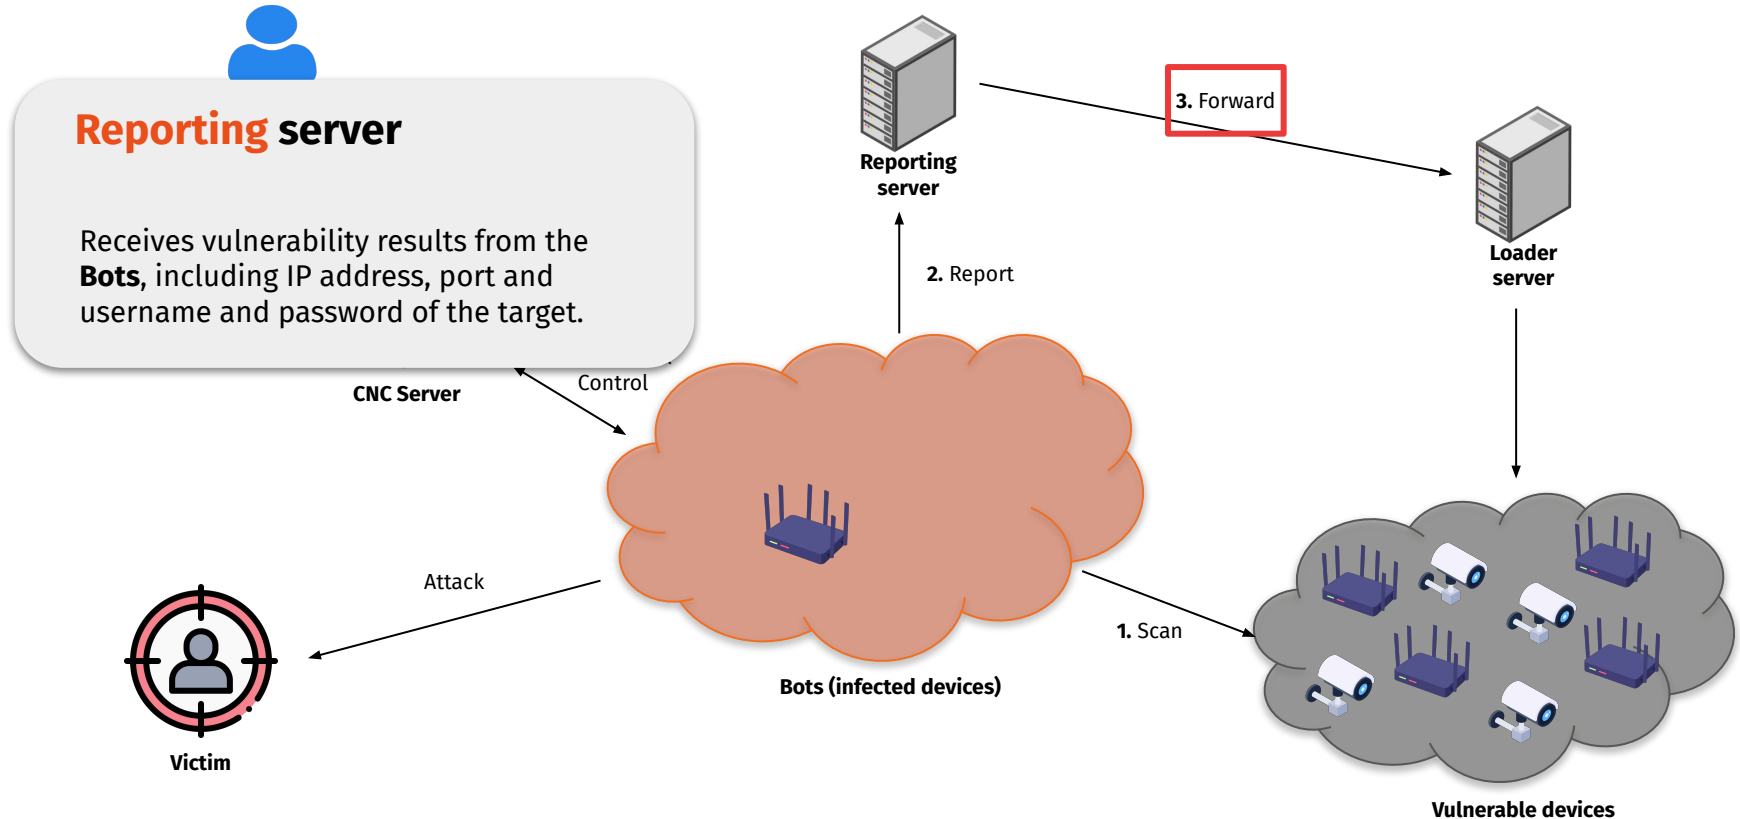 Reporting server
Receives vulnerability results from the
Bots, including IP address, port and
username and password of the target.
CNC Server
Control
Reporting
server
3. Forward
Loader
server
2. Report
Attack
1. Scan
Bots (infected devices)
Victim
Vulnerable devices